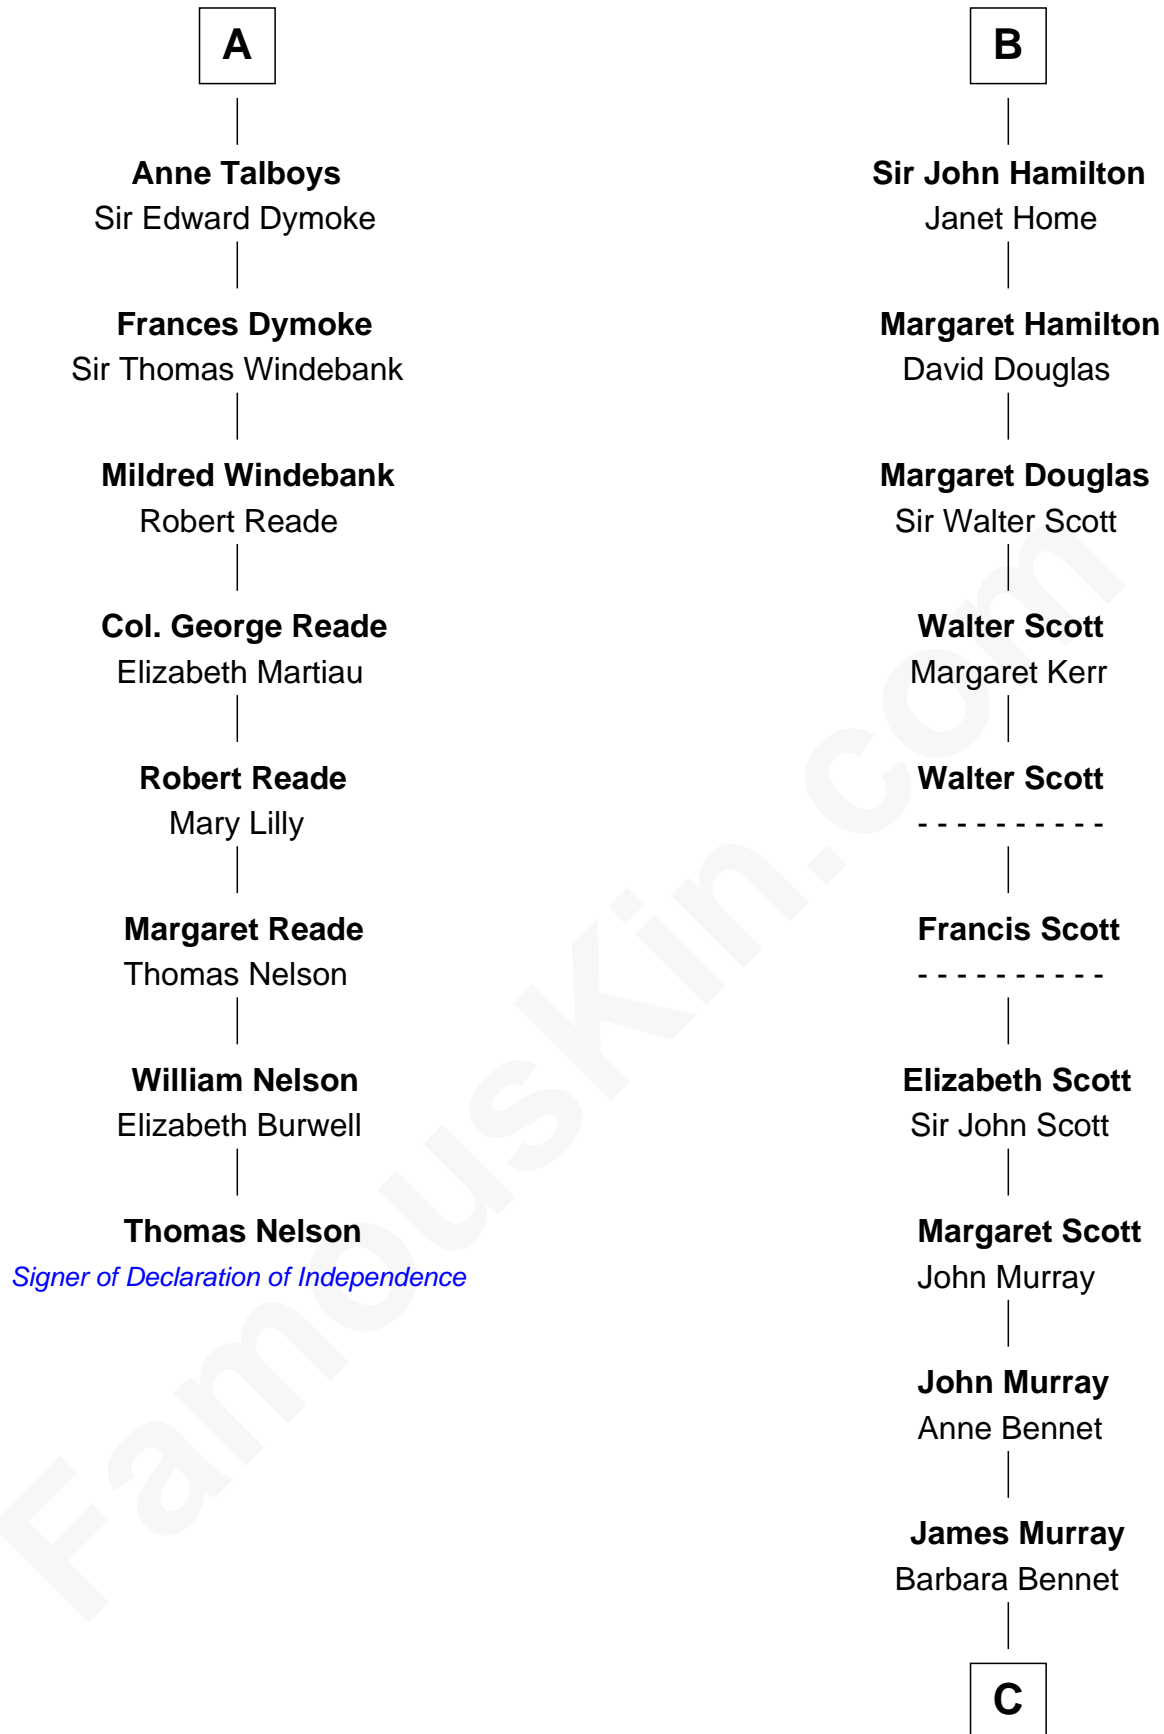 A
Anne Talboys
Sir Edward Dymoke
Frances Dymoke
Sir Thomas Windebank
Mildred Windebank
Robert Reade
Col. George Reade
Elizabeth Martiau
Robert Reade
Mary Lilly
Margaret Reade
Thomas Nelson
William Nelson
Elizabeth Burwell
Thomas Nelson
Signer of Declaration of Independence
B
Sir John Hamilton
Janet Home
Margaret Hamilton
David Douglas
Margaret Douglas
Sir Walter Scott
Walter Scott
Margaret Kerr
Walter Scott
- - - - - - - - - -
Francis Scott
- - - - - - - - - -
Elizabeth Scott
Sir John Scott
Margaret Scott
John Murray
John Murray
Anne Bennet
James Murray
Barbara Bennet
C
FamousKin.com